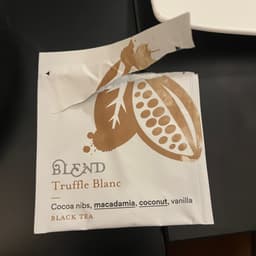 BLEND
Truffle Blanc
Cocoa nibs, macadamia, coconut, vanilla
BLACK TEA